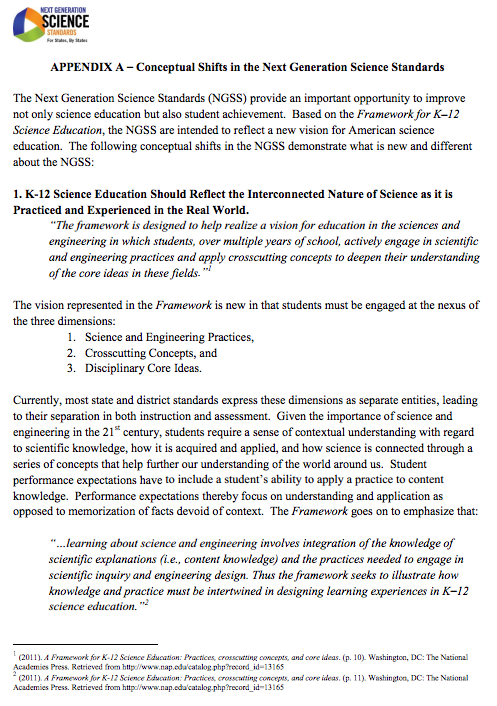 NEXT GENERATION
SCIENCE
STANDARDS
For States, By States
APPENDIX A – Conceptual Shifts in the Next Generation Science Standards
The Next Generation Science Standards (NGSS) provide an important opportunity to improve
not only science education but also student achievement.  Based on the Framework for K–12
Science Education, the NGSS are intended to reflect a new vision for American science
education.  The following conceptual shifts in the NGSS demonstrate what is new and different
about the NGSS:
1. K-12 Science Education Should Reflect the Interconnected Nature of Science as it is
Practiced and Experienced in the Real World.
“The framework is designed to help realize a vision for education in the sciences and
engineering in which students, over multiple years of school, actively engage in scientific
and engineering practices and apply crosscutting concepts to deepen their understanding
of the core ideas in these fields.”1
The vision represented in the Framework is new in that students must be engaged at the nexus of
the three dimensions:
1. Science and Engineering Practices,
2. Crosscutting Concepts, and
3. Disciplinary Core Ideas.
Currently, most state and district standards express these dimensions as separate entities, leading
to their separation in both instruction and assessment.  Given the importance of science and
engineering in the 21st century, students require a sense of contextual understanding with regard
to scientific knowledge, how it is acquired and applied, and how science is connected through a
series of concepts that help further our understanding of the world around us.  Student
performance expectations have to include a student’s ability to apply a practice to content
knowledge.  Performance expectations thereby focus on understanding and application as
opposed to memorization of facts devoid of context.  The Framework goes on to emphasize that:
“…learning about science and engineering involves integration of the knowledge of
scientific explanations (i.e., content knowledge) and the practices needed to engage in
scientific inquiry and engineering design. Thus the framework seeks to illustrate how
knowledge and practice must be intertwined in designing learning experiences in K–12
science education.”2
1 (2011). A Framework for K-12 Science Education: Practices, crosscutting concepts, and core ideas. (p. 10). Washington, DC: The National
Academies Press. Retrieved from http://www.nap.edu/catalog.php?record_id=13165
2 (2011). A Framework for K-12 Science Education: Practices, crosscutting concepts, and core ideas. (p. 11). Washington, DC: The National
Academies Press. Retrieved from http://www.nap.edu/catalog.php?record_id=13165